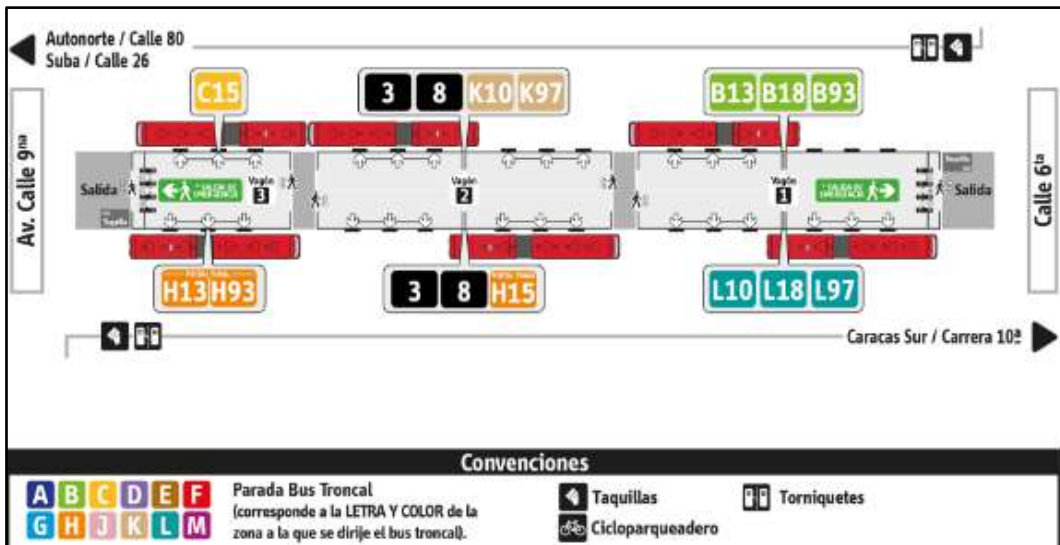 Autonorte / Calle 80
Suba / Calle 26
C15
3 8 K10 K97
B13 B18 B93
Av. Calle 9ⁿᵃ
Calle 6ᵗᵃ
Salida
Vagón
3
Vagón
2
Vagón
1
Salida
PORTAL TUNAL
H13 H93
3 8 H15
L10 L18 L97
Caracas Sur / Carrera 10ª
Convenciones
A B C D E F
G H J K L M
Parada Bus Troncal
(corresponde a la LETRA Y COLOR de la
zona a la que se dirije el bus troncal).
Taquillas
Cicloparqueadero
Torniquetes